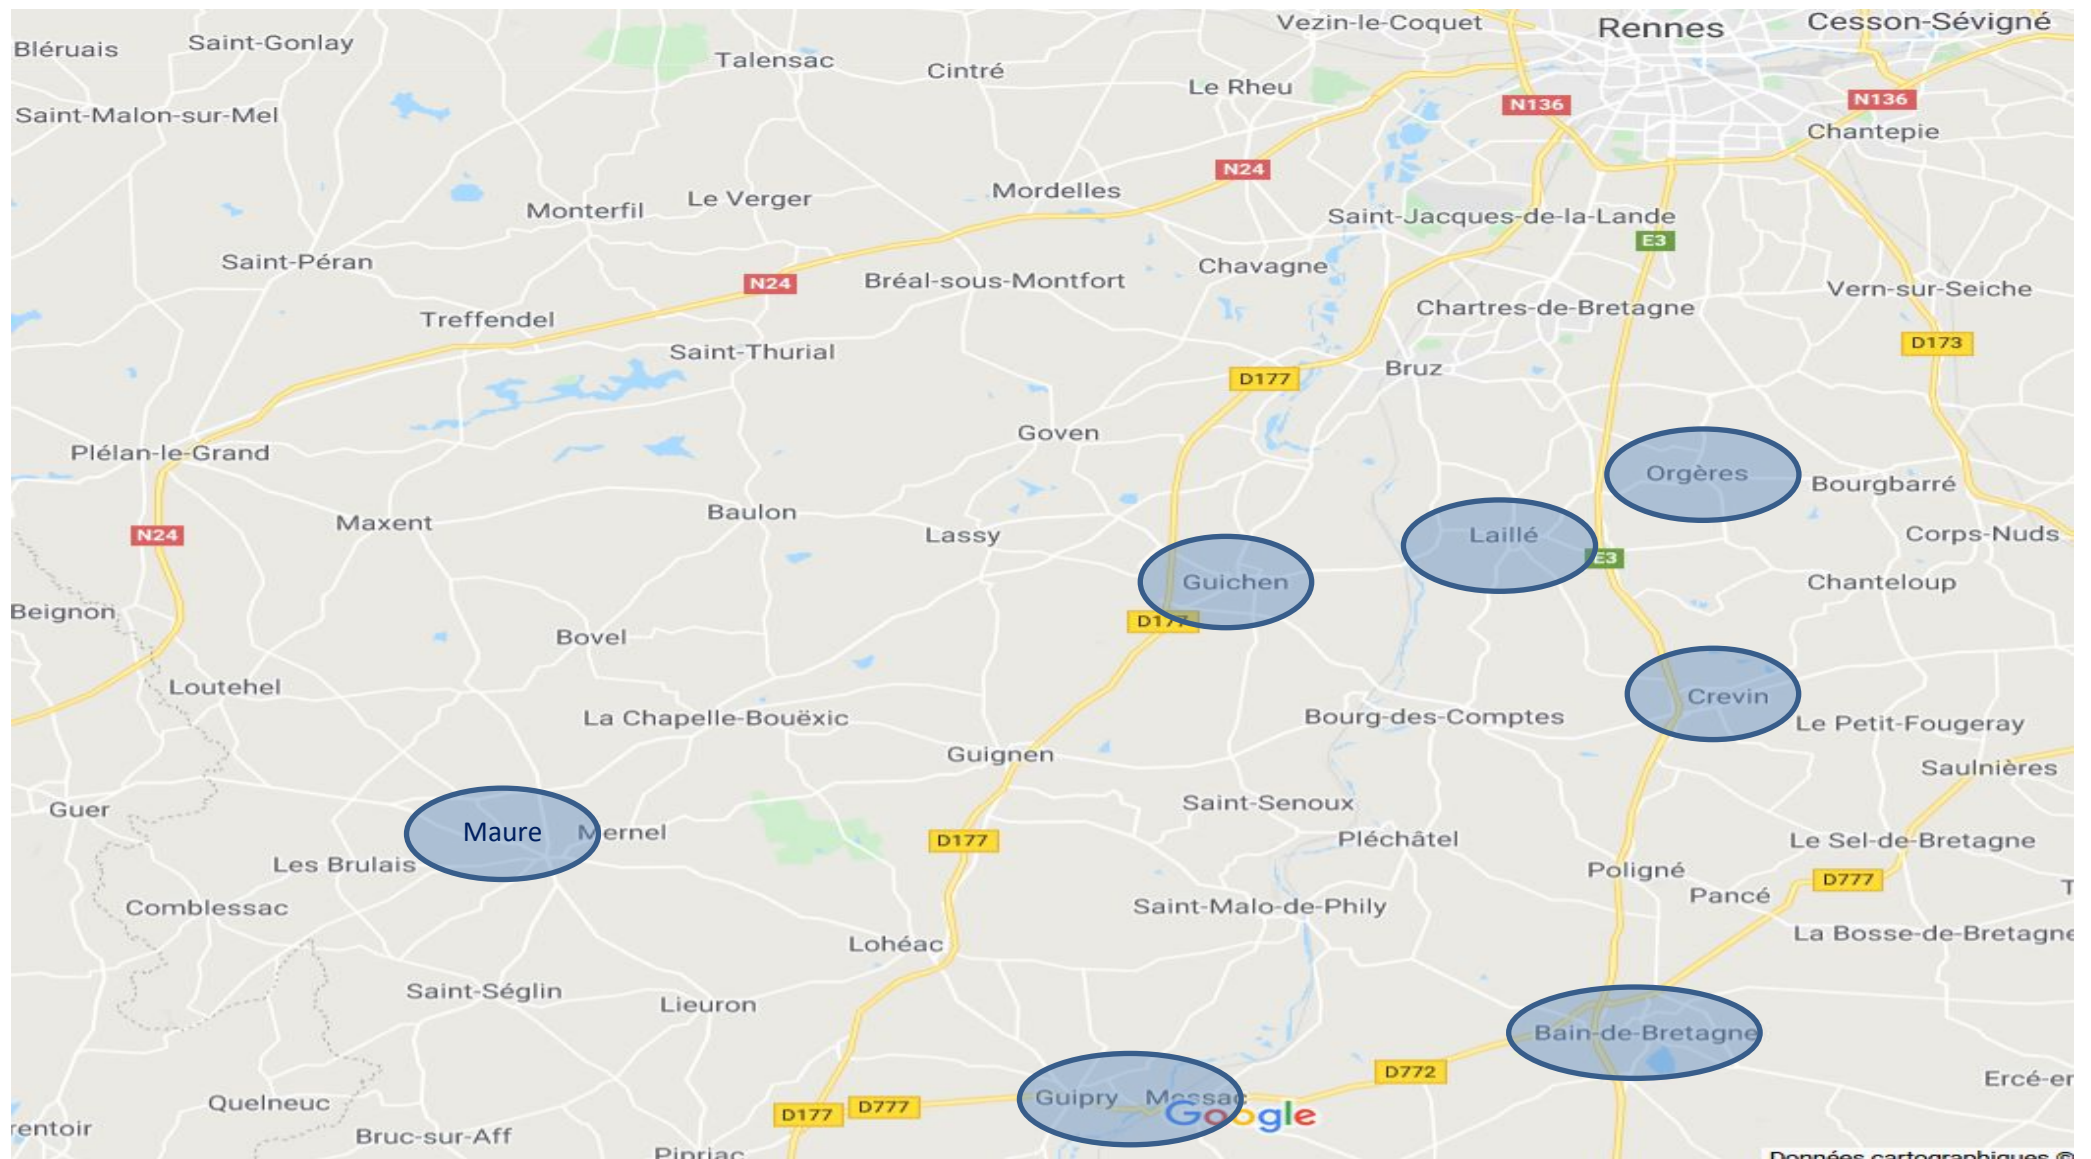 Vezin-le-Coquet
Rennes
Cesson-Sévigné
Bléruais
Saint-Gonlay
Talensac
Cintré
Le Rheu
N136
N136
Saint-Malon-sur-Mel
Chantepie
N24
Mordelles
Le Verger
Monterfil
Saint-Jacques-de-la-Lande
E3
Saint-Péran
Chavagne
Bréal-sous-Montfort
N24
Vern-sur-Seiche
Chartres-de-Bretagne
Treffendel
Saint-Thurial
D173
Bruz
D177
Goven
Plélan-le-Grand
Orgères
Bourgbarré
Maxent
Baulon
Lassy
N24
Laillé
Corps-Nuds
E3
Guichen
Chanteloup
Beignon
D177
Bovel
Loutehel
Crevin
La Chapelle-Bouëxic
Bourg-des-Comptes
Le Petit-Fougeray
Guignen
Saulnières
Guer
Saint-Senoux
Maure
Mernel
D177
Pléchâtel
Le Sel-de-Bretagne
Les Brulais
Poligné
D777
Pancé
Comblessac
Saint-Malo-de-Phily
La Bosse-de-Bretagne
Lohéac
Saint-Séglin
Lieuron
Bain-de-Bretagne
D772
Ercé-en
Quelneuc
D177
D777
Guipry
Messac
Google
rentoir
Bruc-sur-Aff
Pipriac
Données cartographiques ©